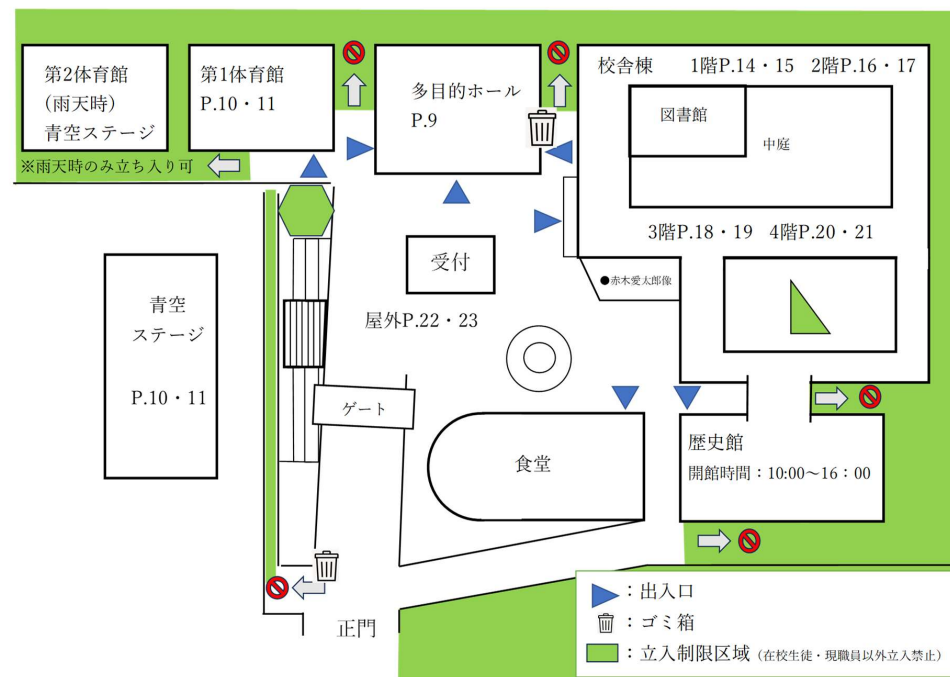 第2体育館
(雨天時)
青空ステージ
※雨天時のみ立ち入り可
第1体育館
P.10・11
多目的ホール
P.9
校舎棟 1階P.14・15 2階P.16・17
図書館
中庭
3階P.18・19 4階P.20・21
●赤木愛太郎像
受付
屋外P.22・23
青空
ステージ
P.10・11
ゲート
食堂
歴史館
開館時間：10:00～16：00
正門
：出入口
：ゴミ箱
：立入制限区域 (在校生徒・現職員以外立入禁止)